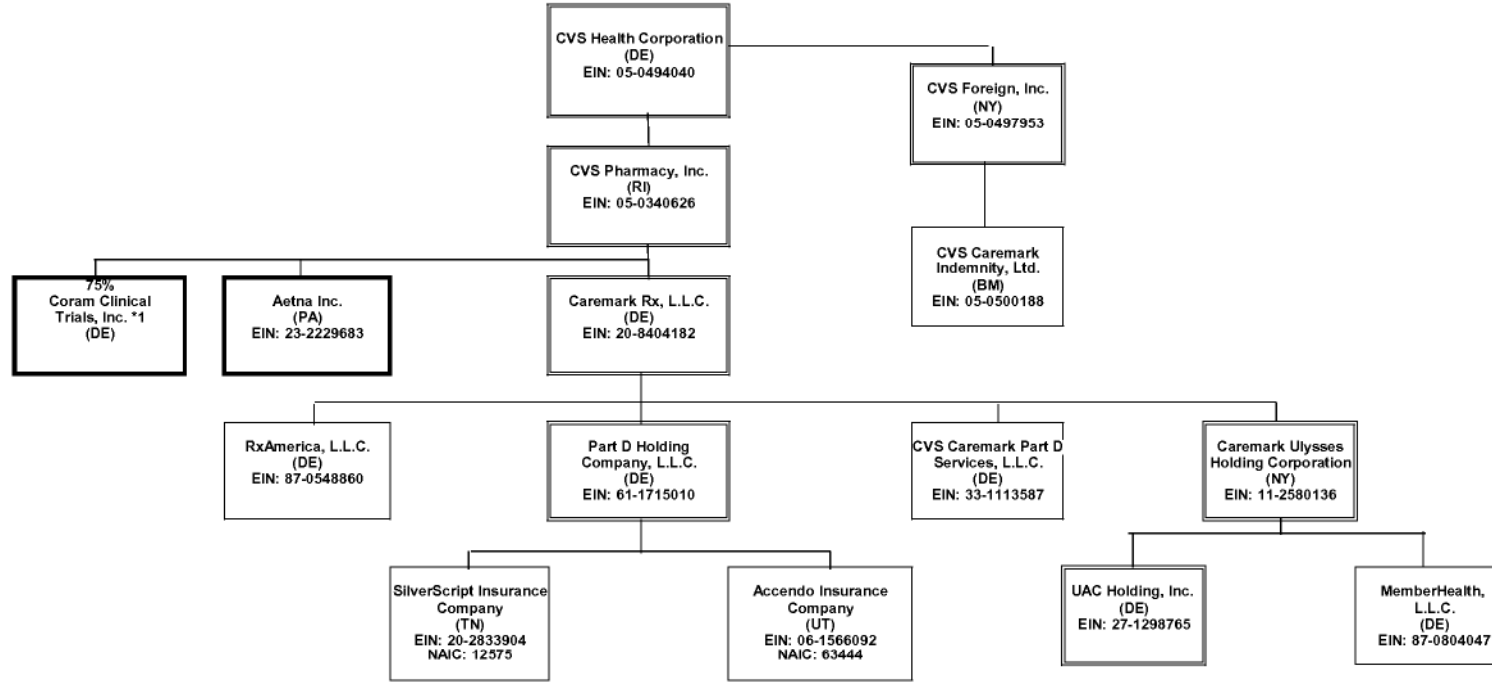 CVS Health Corporation
(DE)
EIN: 05-0494040
CVS Foreign, Inc.
(NY)
EIN: 05-0497953
CVS Pharmacy, Inc.
(RI)
EIN: 05-0340626
CVS Caremark
Indemnity, Ltd.
(BM)
EIN: 05-0500188
75%
Coram Clinical
Trials, Inc. *1
(DE)
Aetna Inc.
(PA)
EIN: 23-2229683
Caremark Rx, L.L.C.
(DE)
EIN: 20-8404182
RxAmerica, L.L.C.
(DE)
EIN: 87-0548860
Part D Holding
Company, L.L.C.
(DE)
EIN: 61-1715010
CVS Caremark Part D
Services, L.L.C.
(DE)
EIN: 33-1113587
Caremark Ulysses
Holding Corporation
(NY)
EIN: 11-2580136
SilverScript Insurance
Company
(TN)
EIN: 20-2833904
NAIC: 12575
Accendo Insurance
Company
(UT)
EIN: 06-1566092
NAIC: 63444
UAC Holding, Inc.
(DE)
EIN: 27-1298765
MemberHealth,
L.L.C.
(DE)
EIN: 87-0804047